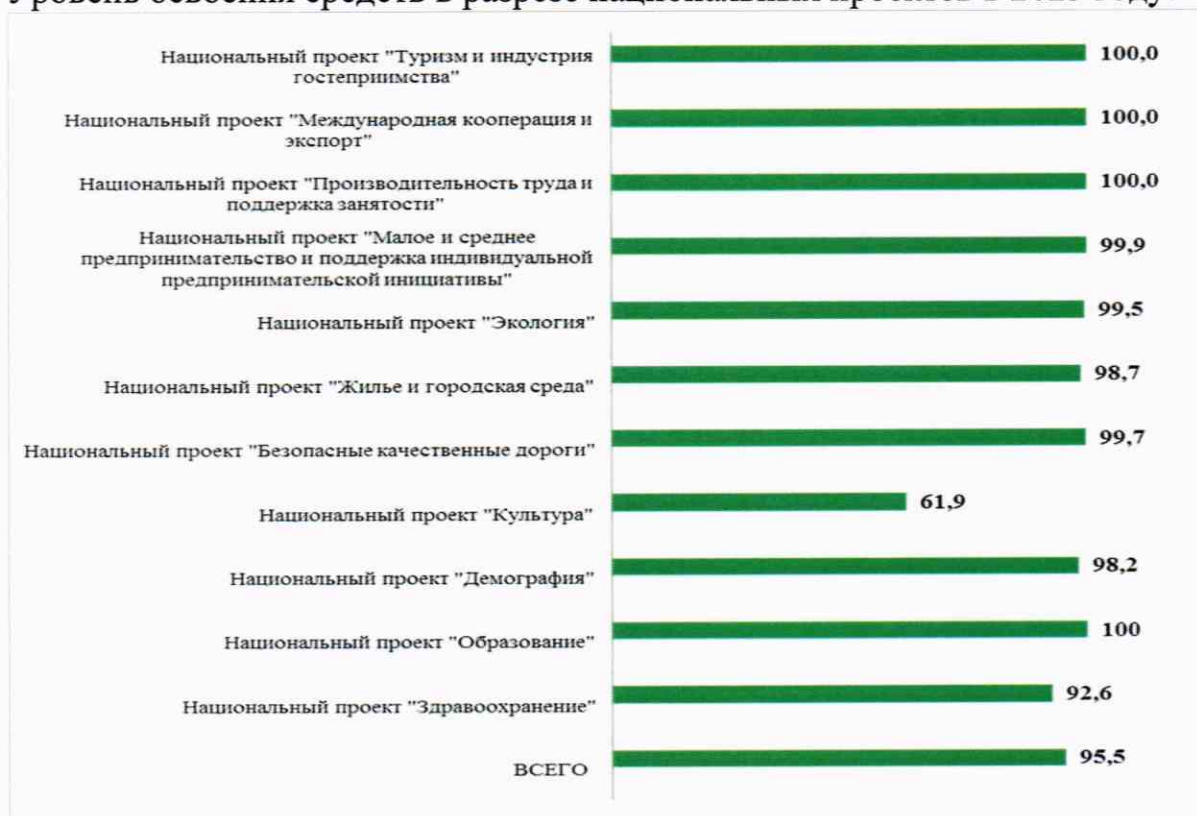 Национальный проект "Туризм и индустрия
гостеприимства"
100,0
Национальный проект "Международная кооперация и
экспорт"
100,0
Национальный проект "Производительность труда и
поддержка занятости"
100,0
Национальный проект "Малое и среднее
предпринимательство и поддержка индивидуальной
предпринимательской инициативы"
99,9
Национальный проект "Экология"
99,5
Национальный проект "Жилье и городская среда"
98,7
Национальный проект "Безопасные качественные дороги"
99,7
Национальный проект "Культура"
61,9
Национальный проект "Демография"
98,2
Национальный проект "Образование"
100
Национальный проект "Здравоохранение"
92,6
ВСЕГО
95,5